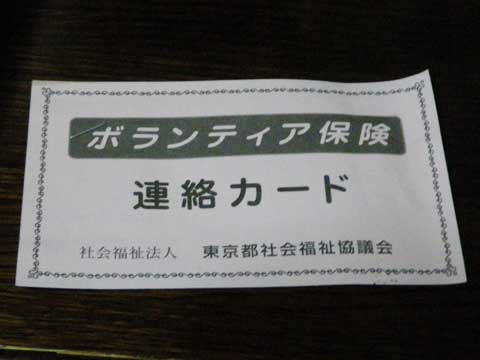 ボランティア保険
連絡カード
社会福祉法人 東京都社会福祉協議会